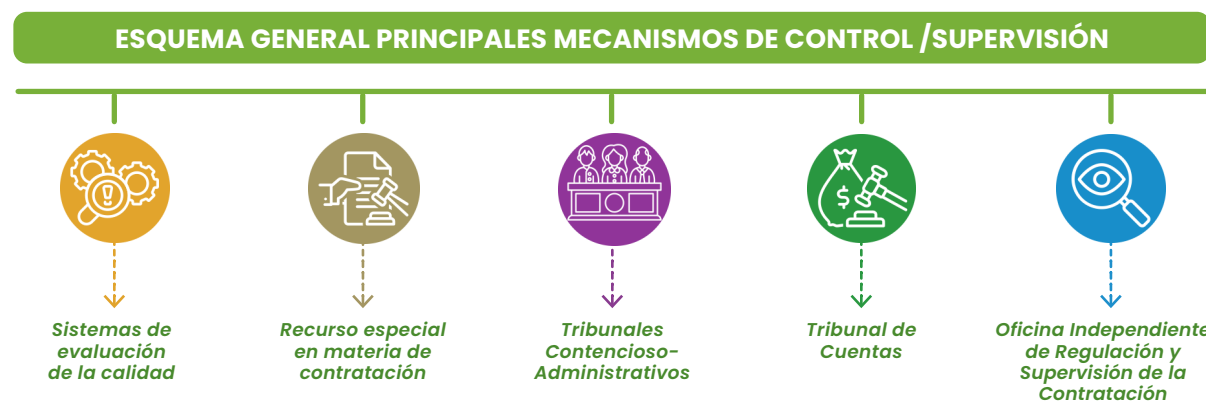 ESQUEMA GENERAL PRINCIPALES MECANISMOS DE CONTROL /SUPERVISIÓN
Sistemas de
evaluación
de la calidad
Recurso especial
en materia de
contratación
Tribunales
Contencioso-
Administrativos
$
Tribunal de
Cuentas
Oficina Independiente
de Regulación y
Supervisión de la
Contratación